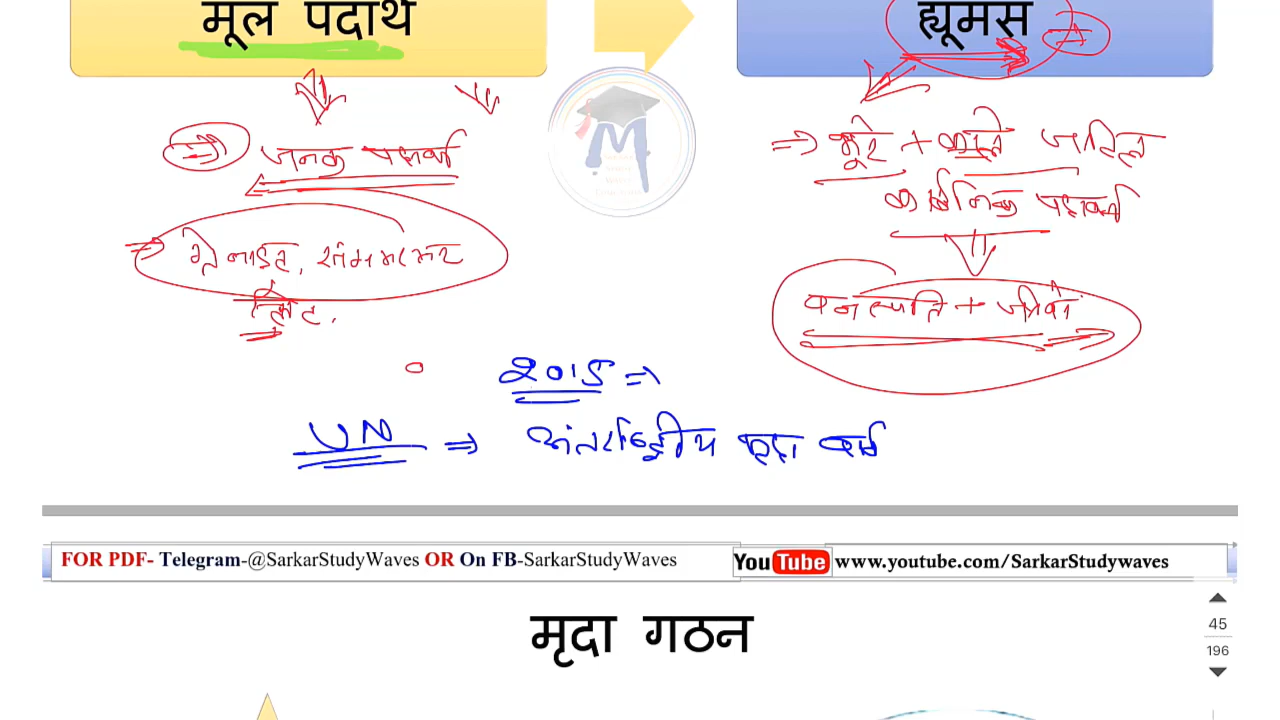 मूल पदार्थ
ह्यूमस
⇒ जनक पदार्थ
⇒ ग्रेनाइट, संगमरमर
स्लिट.
⇒ भूरे + काले जटिल
कार्बनिक पदार्थ
वनस्पति + जीवों
2015 ⇒
UN ⇒ अंतर्राष्ट्रीय मृदा वर्ष
FOR PDF- Telegram-@SarkarStudyWaves OR On FB-SarkarStudyWaves
YouTube www.youtube.com/SarkarStudywaves
मृदा गठन
45
196